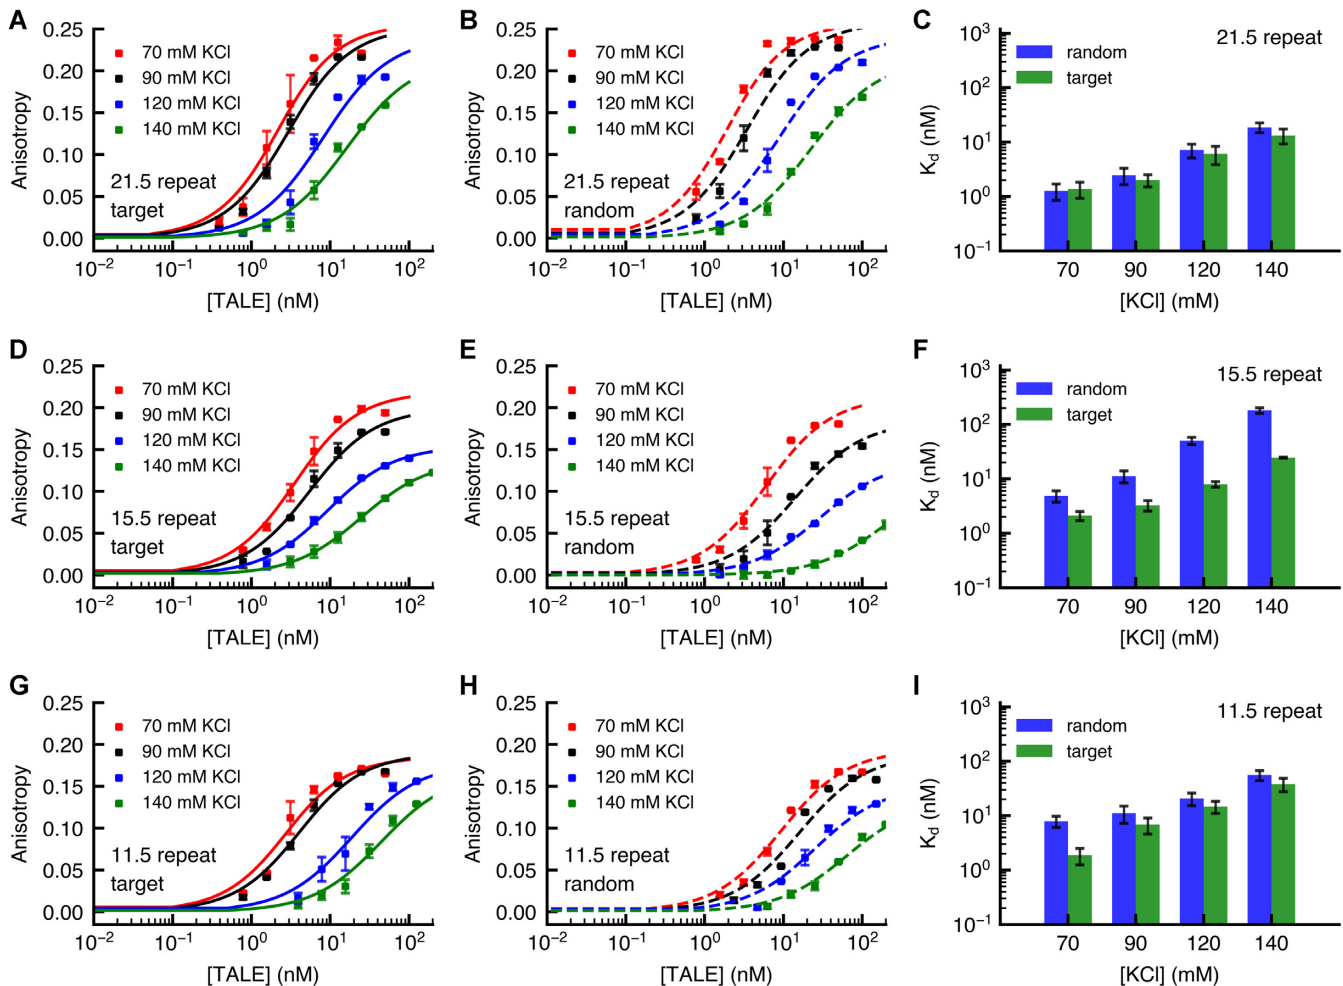 A
0.25
0.20
0.15
0.10
0.05
0.00
Anisotropy
70 mM KCl
90 mM KCl
120 mM KCl
140 mM KCl
21.5 repeat
target
10⁻² 10⁻¹ 10⁰ 10¹ 10²
[TALE] (nM)
B
0.25
0.20
0.15
0.10
0.05
0.00
Anisotropy
70 mM KCl
90 mM KCl
120 mM KCl
140 mM KCl
21.5 repeat
random
10⁻² 10⁻¹ 10⁰ 10¹ 10²
[TALE] (nM)
C
10³
10²
10¹
10⁰
10⁻¹
K_d (nM)
random
target
21.5 repeat
70 90 120 140
[KCl] (mM)
D
0.25
0.20
0.15
0.10
0.05
0.00
Anisotropy
70 mM KCl
90 mM KCl
120 mM KCl
140 mM KCl
15.5 repeat
target
10⁻² 10⁻¹ 10⁰ 10¹ 10²
[TALE] (nM)
E
0.25
0.20
0.15
0.10
0.05
0.00
Anisotropy
70 mM KCl
90 mM KCl
120 mM KCl
140 mM KCl
15.5 repeat
random
10⁻² 10⁻¹ 10⁰ 10¹ 10²
[TALE] (nM)
F
10³
10²
10¹
10⁰
10⁻¹
K_d (nM)
random
target
15.5 repeat
70 90 120 140
[KCl] (mM)
G
0.25
0.20
0.15
0.10
0.05
0.00
Anisotropy
70 mM KCl
90 mM KCl
120 mM KCl
140 mM KCl
11.5 repeat
target
10⁻² 10⁻¹ 10⁰ 10¹ 10²
[TALE] (nM)
H
0.25
0.20
0.15
0.10
0.05
0.00
Anisotropy
70 mM KCl
90 mM KCl
120 mM KCl
140 mM KCl
11.5 repeat
random
10⁻² 10⁻¹ 10⁰ 10¹ 10²
[TALE] (nM)
I
10³
10²
10¹
10⁰
10⁻¹
K_d (nM)
random
target
11.5 repeat
70 90 120 140
[KCl] (mM)